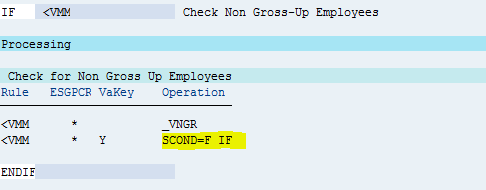 IF <VMM Check Non Gross-Up Employees
Processing
Check for Non Gross Up Employees
Rule ESGPCR VaKey Operation
<VMM * _VNGR
<VMM * Y SCOND=F IF
ENDIF